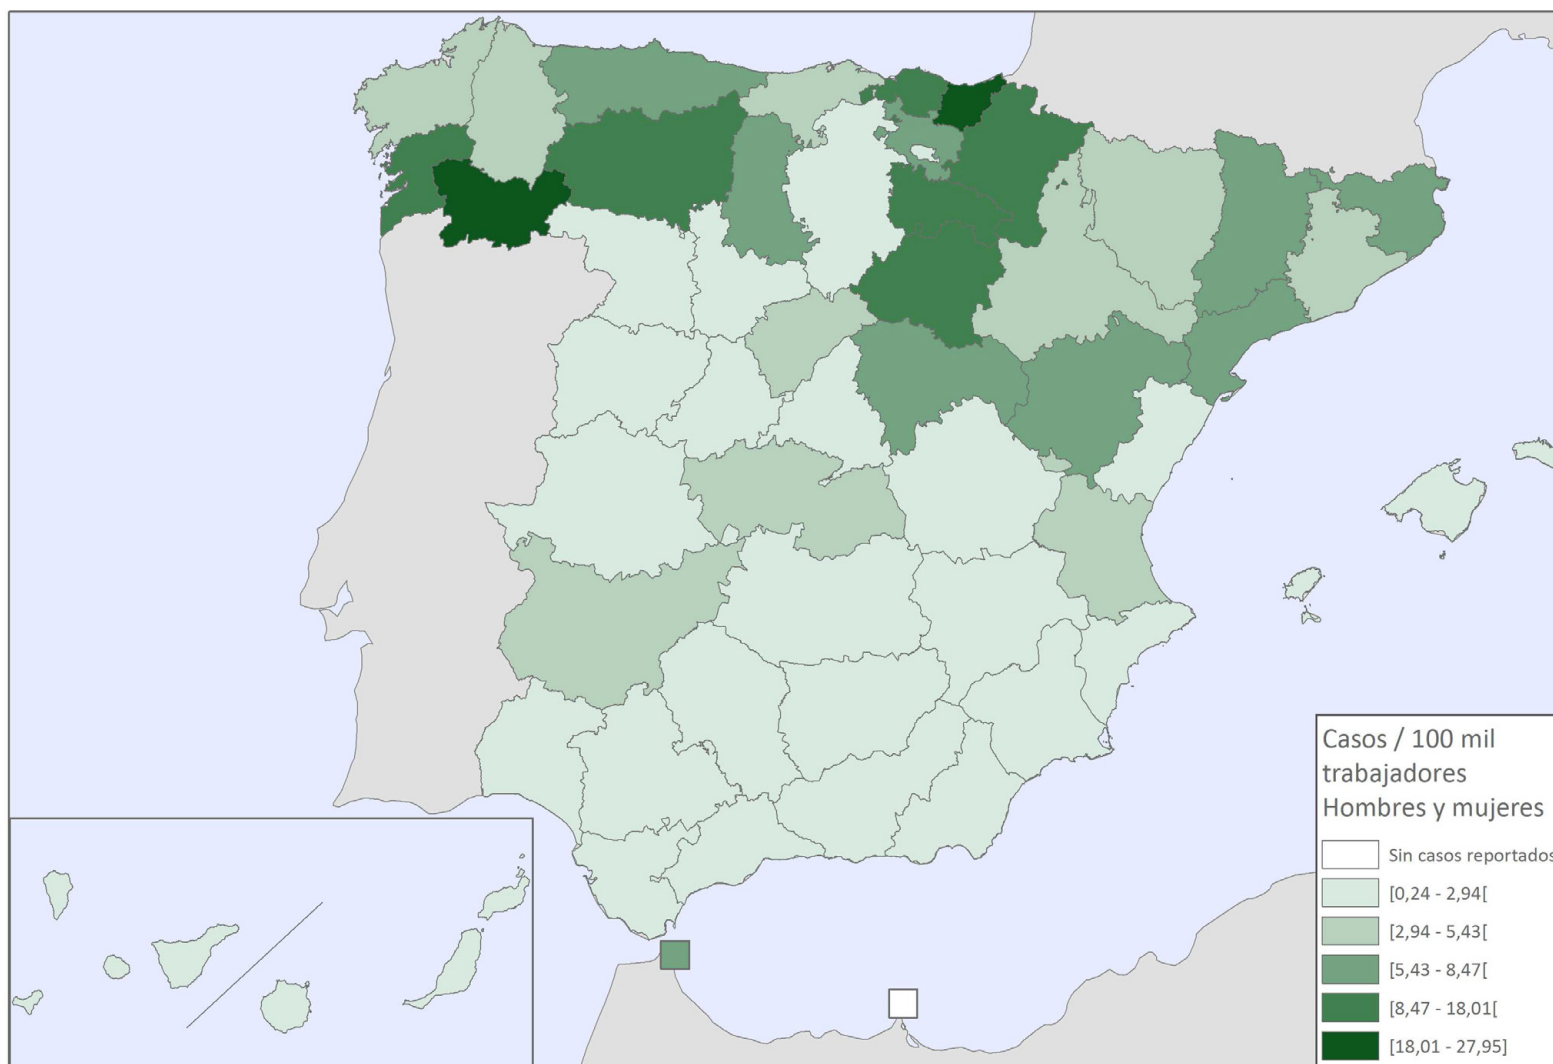 Casos / 100 mil
trabajadores
Hombres y mujeres
Sin casos reportados
[0,24 - 2,94[
[2,94 - 5,43[
[5,43 - 8,47[
[8,47 - 18,01[
[18,01 - 27,95]